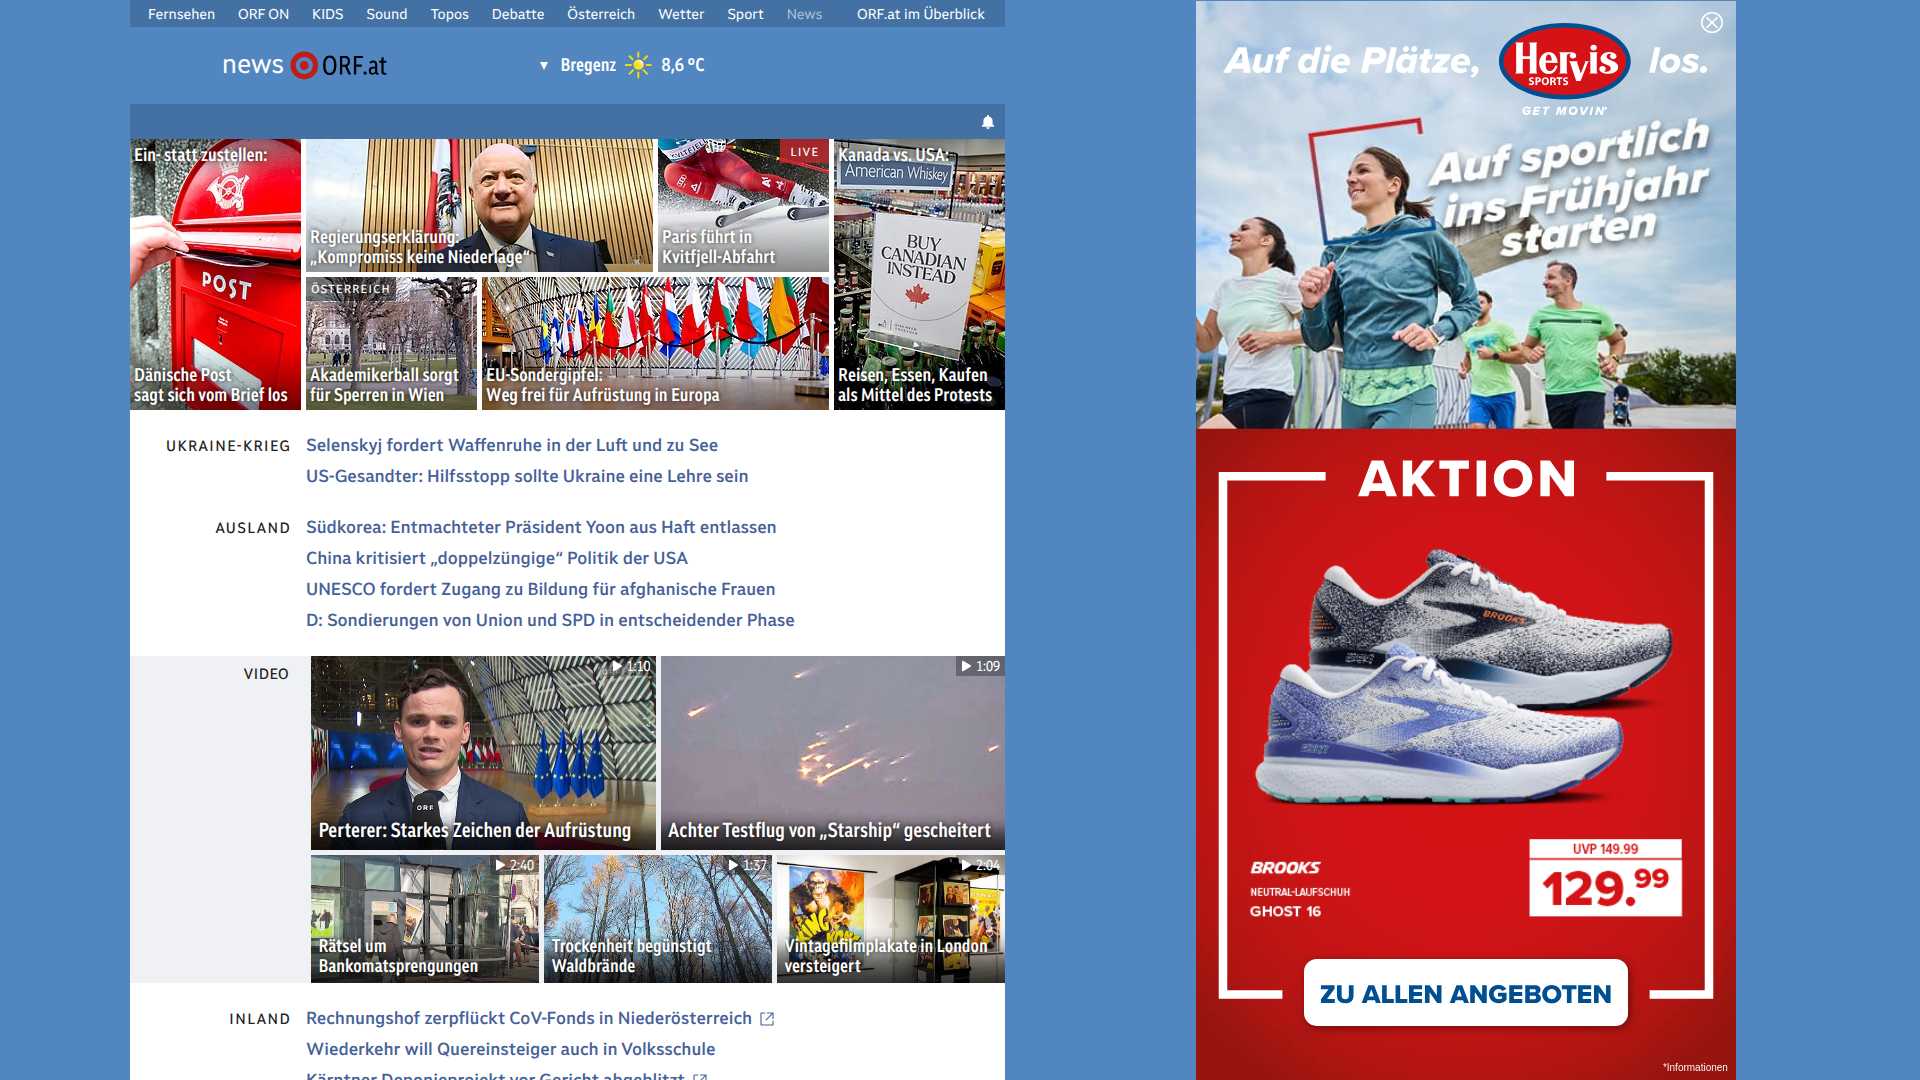 Fernsehen ORF ON KIDS Sound Topos Debatte Österreich Wetter Sport News ORF.at im Überblick
news ORF.at
Bregenz 8,6 °C
Ein- statt zustellen:
POST
Dänische Post
sagt sich vom Brief los
Regierungserklärung:
„Kompromiss keine Niederlage“
LIVE
Paris führt in
Kvitfjell-Abfahrt
Kanada vs. USA:
American Whiskey
BUY
CANADIAN
INSTEAD
Reisen, Essen, Kaufen
als Mittel des Protests
ÖSTERREICH
Akademikerball sorgt
für Sperren in Wien
EU-Sondergipfel:
Weg frei für Aufrüstung in Europa
UKRAINE-KRIEG
Selenskyj fordert Waffenruhe in der Luft und zu See
US-Gesandter: Hilfsstopp sollte Ukraine eine Lehre sein
AUSLAND
Südkorea: Entmachteter Präsident Yoon aus Haft entlassen
China kritisiert „doppelzüngige“ Politik der USA
UNESCO fordert Zugang zu Bildung für afghanische Frauen
D: Sondierungen von Union und SPD in entscheidender Phase
VIDEO
1:10
ORF
Perterer: Starkes Zeichen der Aufrüstung
1:09
Achter Testflug von „Starship“ gescheitert
2:40
Rätsel um
Bankomatsprengungen
1:37
Trockenheit begünstigt
Waldbrände
2:04
Vintagefilmplakate in London
versteigert
INLAND
Rechnungshof zerpflückt CoV-Fonds in Niederösterreich
Wiederkehr will Quereinsteiger auch in Volksschule
Kärntner Deponieprojekt vor Gericht abgeblitzt
Auf die Plätze, Hervis SPORTS los.
GET MOVIN'
Auf sportlich
ins Frühjahr
starten
AKTION
BROOKS
BROOKS
UVP 149.99
129.99
BROOKS
NEUTRAL-LAUFSCHUH
GHOST 16
ZU ALLEN ANGEBOTEN
*Informationen